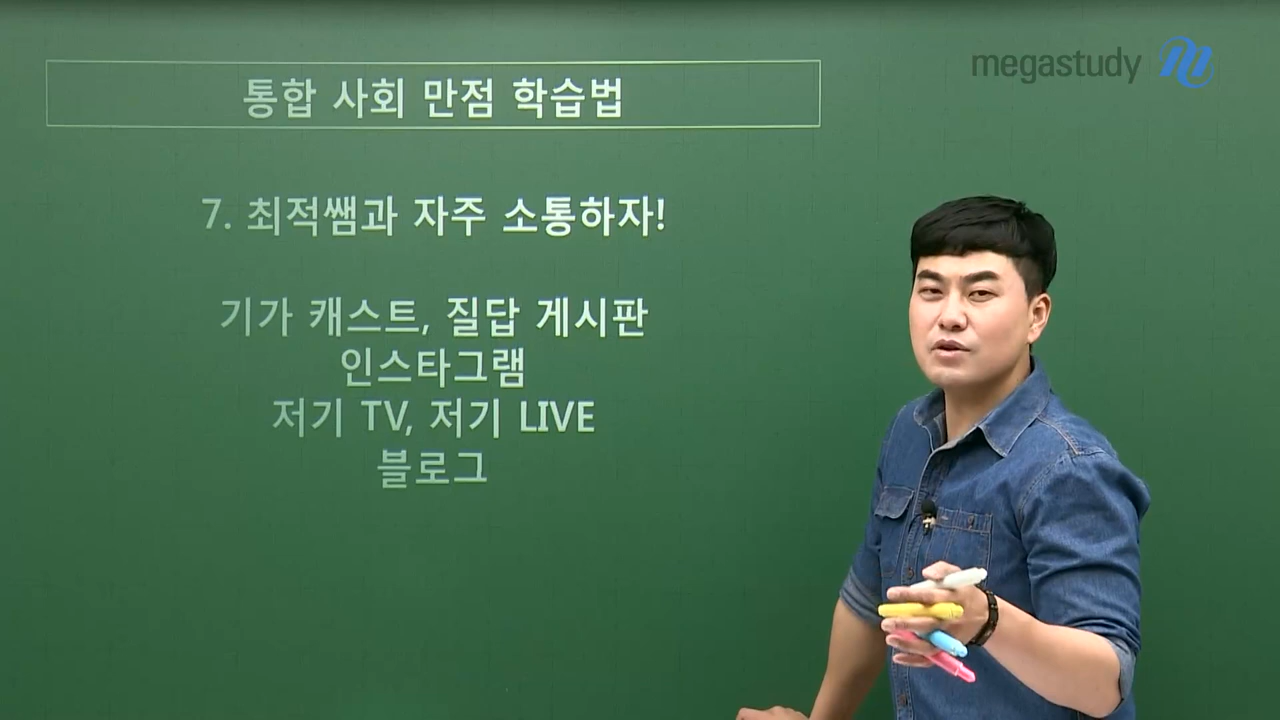 megastudy
통합 사회 만점 학습법
7. 최적쌤과 자주 소통하자!
기가 캐스트, 질답 게시판
인스타그램
저기 TV, 저기 LIVE
블로그